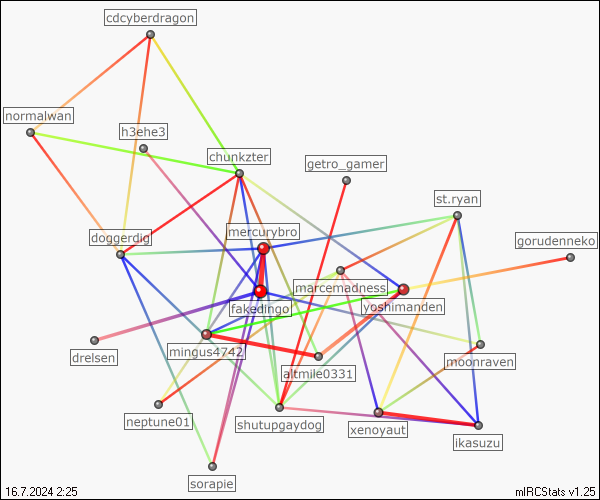 cdcyberdragon
normalwan
h3ehe3
chunkzter
getro_gamer
st.ryan
mercurybro
doggerdig
gorudenneko
marcemadness
yoshimanden
fakedingo
mingus4742
drelsen
altmile0331
moonraven
neptune01
shutupgaydog
xenoyaut
ikasuzu
sorapie
16.7.2024 2:25
mIRCStats v1.25